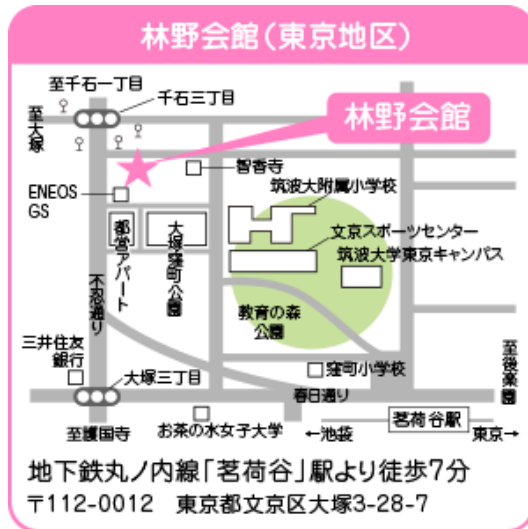 林野会館(東京地区)
至千石一丁目
千石三丁目
至大塚
林野会館
智香寺
ENEOS
GS
筑波大附属小学校
都営アパート
大塚窪町公園
文京スポーツセンター
筑波大学東京キャンパス
不忍通り
教育の森
公園
三井住友
銀行
大塚三丁目
窪町小学校
至後楽園
春日通り
至護国寺
お茶の水女子大学
←池袋
茗荷谷駅
東京→
地下鉄丸ノ内線「茗荷谷」駅より徒歩7分
〒112-0012 東京都文京区大塚3-28-7